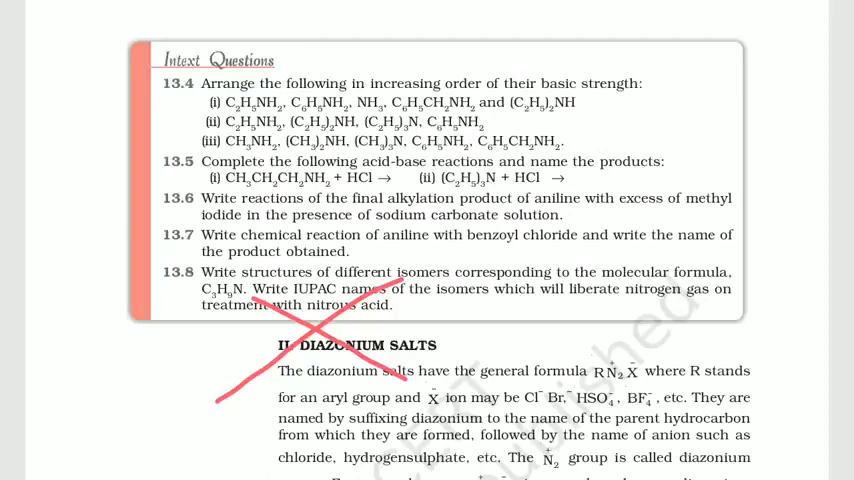 Intext Questions
13.4 Arrange the following in increasing order of their basic strength:
(i) C₂H₅NH₂, C₆H₅NH₂, NH₃, C₆H₅CH₂NH₂ and (C₂H₅)₂NH
(ii) C₂H₅NH₂, (C₂H₅)₂NH, (C₂H₅)₃N, C₆H₅NH₂
(iii) CH₃NH₂, (CH₃)₂NH, (CH₃)₃N, C₆H₅NH₂, C₆H₅CH₂NH₂.
13.5 Complete the following acid-base reactions and name the products:
(i) CH₃CH₂CH₂NH₂ + HCl → (ii) (C₂H₅)₃N + HCl →
13.6 Write reactions of the final alkylation product of aniline with excess of methyl
iodide in the presence of sodium carbonate solution.
13.7 Write chemical reaction of aniline with benzoyl chloride and write the name of
the product obtained.
13.8 Write structures of different isomers corresponding to the molecular formula,
C₃H₉N. Write IUPAC names of the isomers which will liberate nitrogen gas on
treatment with nitrous acid.
II. DIAZONIUM SALTS
The diazonium salts have the general formula R N⁺₂ X⁻ where R stands
for an aryl group and X⁻ ion may be Cl⁻ Br,⁻ HSO₄⁻, BF₄⁻, etc. They are
named by suffixing diazonium to the name of the parent hydrocarbon
from which they are formed, followed by the name of anion such as
chloride, hydrogensulphate, etc. The N⁺₂ group is called diazonium